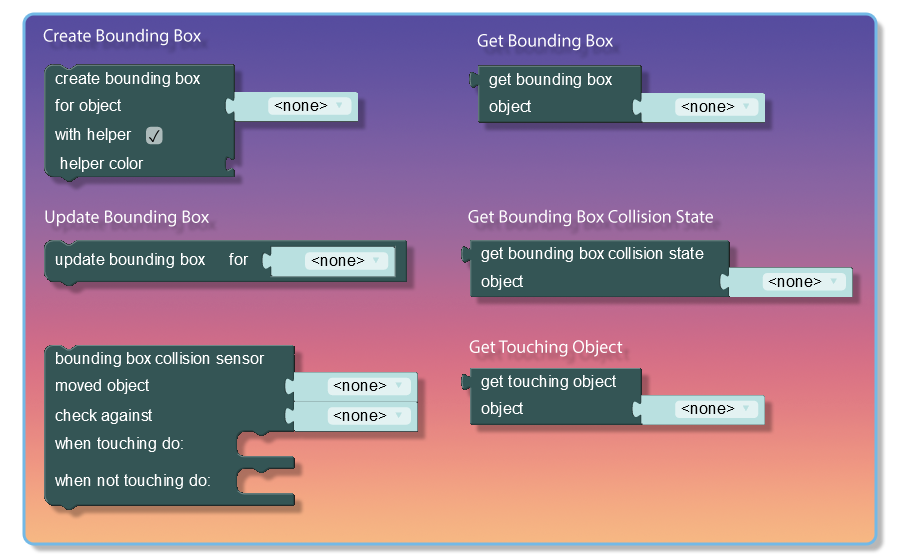 Create Bounding Box
create bounding box
for object <none>
with helper
helper color
Update Bounding Box
update bounding box for <none>
bounding box collision sensor
moved object <none>
check against <none>
when touching do:
when not touching do:
Get Bounding Box
get bounding box
object <none>
Get Bounding Box Collision State
get bounding box collision state
object <none>
Get Touching Object
get touching object
object <none>